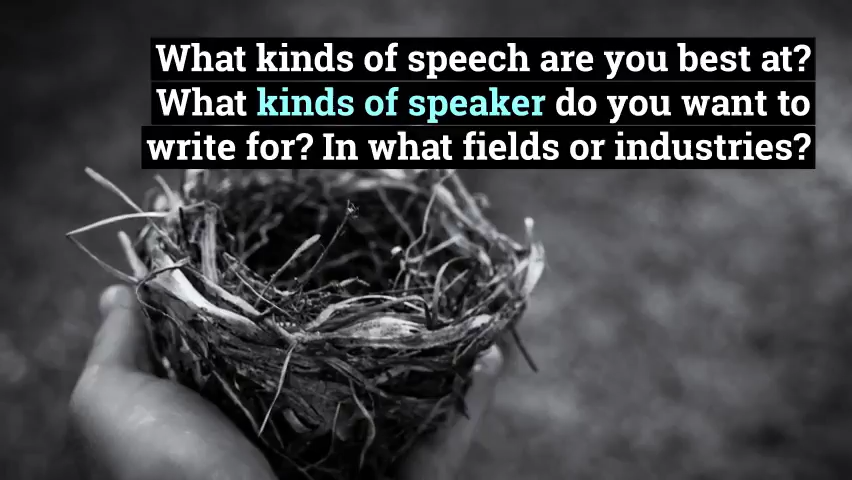 What kinds of speech are you best at?
What kinds of speaker do you want to
write for? In what fields or industries?